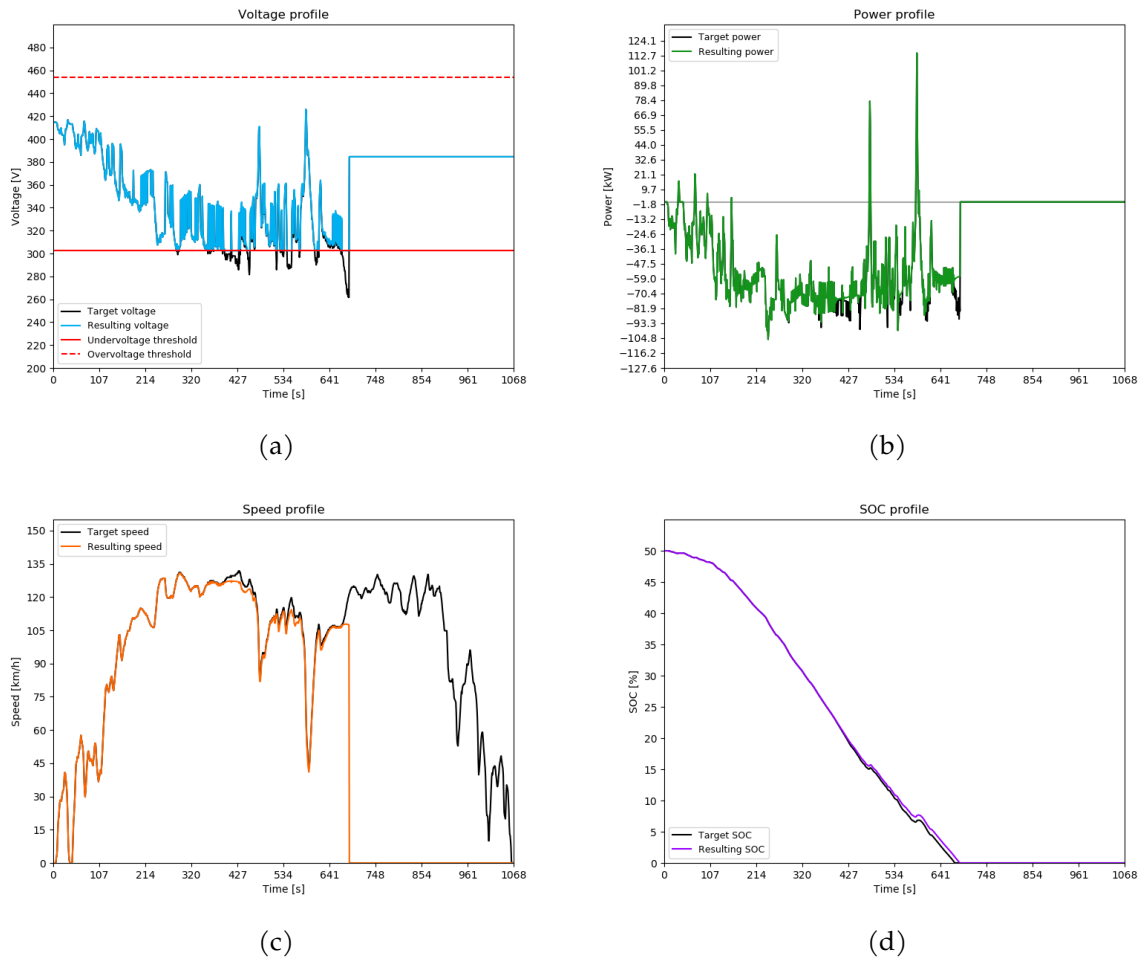 Voltage profile
480
460
440
420
400
380
360
340
320
300
280
260
240
220
200
Voltage [V]
Target voltage
Resulting voltage
Undervoltage threshold
Overvoltage threshold
0 107 214 320 427 534 641 748 854 961 1068
Time [s]
(a)
Power profile
124.1
112.7
101.2
89.8
78.4
66.9
55.5
44.0
32.6
21.1
9.7
−1.8
−13.2
−24.6
−36.1
−47.5
−59.0
−70.4
−81.9
−93.3
−104.8
−116.2
−127.6
Power [kW]
Target power
Resulting power
0 107 214 320 427 534 641 748 854 961 1068
Time [s]
(b)
Speed profile
150
135
120
105
90
75
60
45
30
15
0
Speed [km/h]
Target speed
Resulting speed
0 107 214 320 427 534 641 748 854 961 1068
Time [s]
(c)
SOC profile
50
45
40
35
30
25
20
15
10
5
0
SOC [%]
Target SOC
Resulting SOC
0 107 214 320 427 534 641 748 854 961 1068
Time [s]
(d)